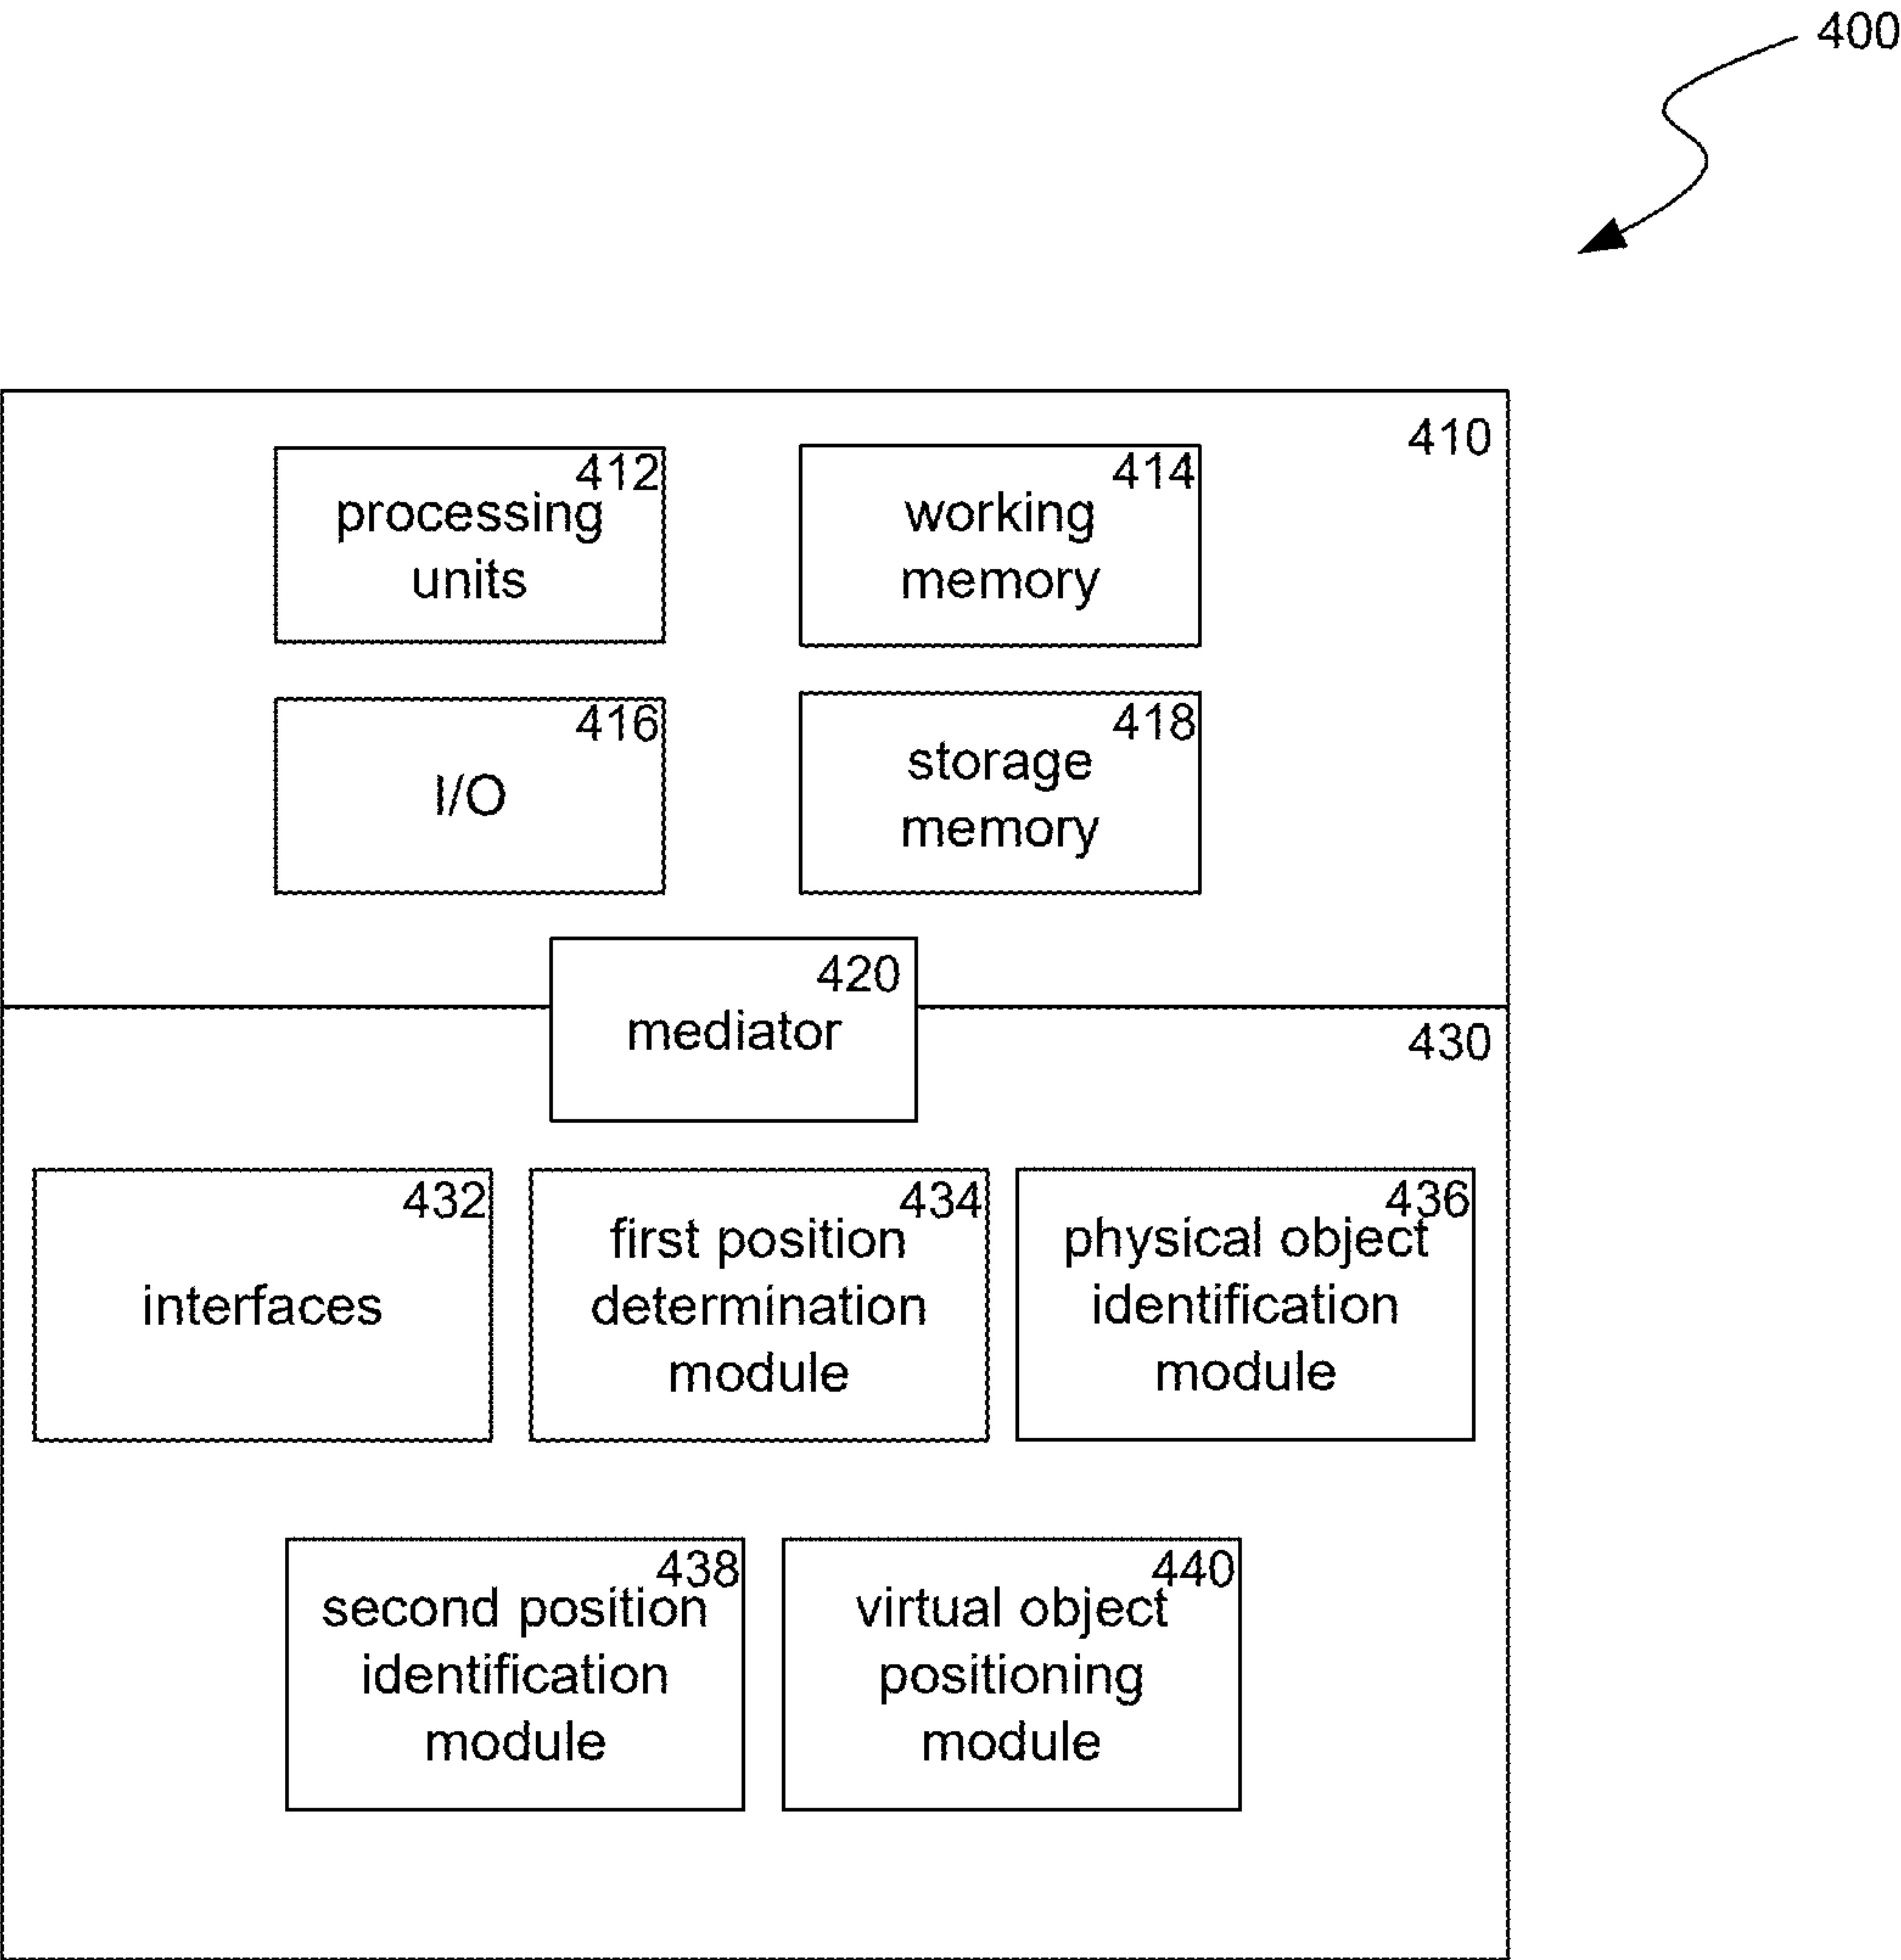 400
410
412
processing
units
414
working
memory
416
I/O
418
storage
memory
420
mediator
430
432
interfaces
434
first position
determination
module
436
physical object
identification
module
438
second position
identification
module
440
virtual object
positioning
module